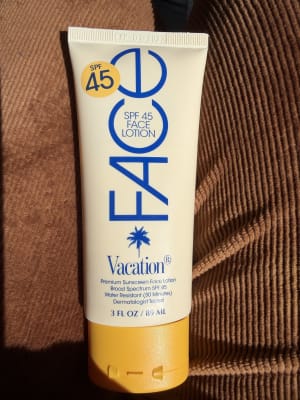 SPF
45
FACE
SPF 45
FACE
LOTION
Vacation®
Premium Sunscreen Face Lotion
Broad Spectrum SPF 45
Water Resistant (80 Minutes)
Dermatologist Tested
3 FL OZ / 89 mL